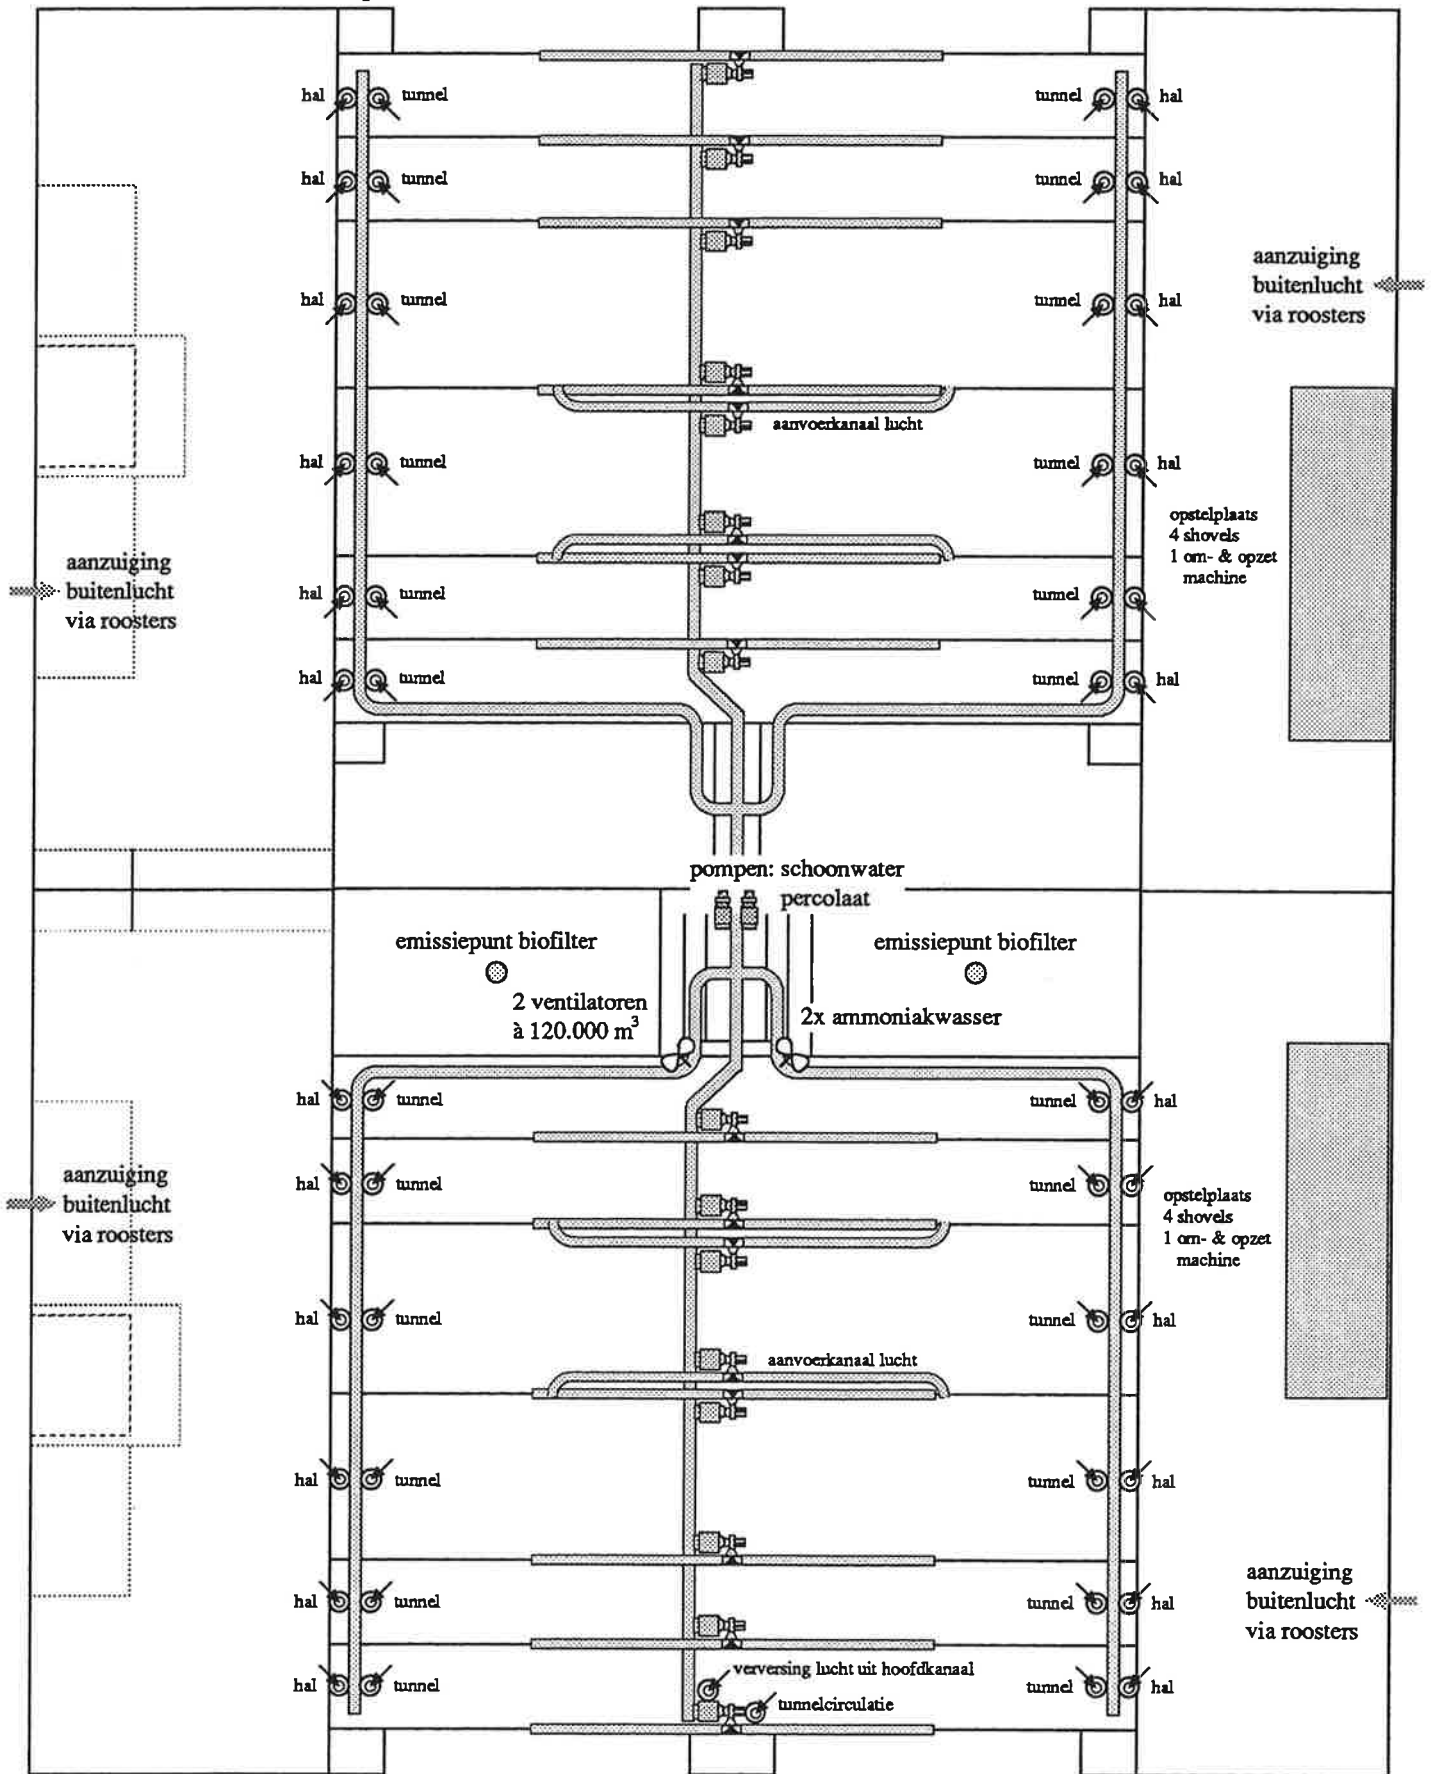 hal tunnel tunnel hal
hal tunnel tunnel hal
aanzuiging
buitenlucht
via roosters
hal tunnel tunnel hal
aanvoerkanaal lucht
hal tunnel tunnel hal
opstelplaats
4 shovels
1 om- & opzet
machine
aanzuiging
buitenlucht
via roosters
hal tunnel tunnel
hal tunnel tunnel hal
pompen: schoonwater
percolaat
emissiepunt biofilter
emissiepunt biofilter
2 ventilatoren
à 120.000 m³
2x ammoniakwasser
hal tunnel tunnel hal
aanzuiging
buitenlucht
via roosters
hal tunnel tunnel
opstelplaats
4 shovels
1 om- & opzet
machine
hal tunnel tunnel hal
aanvoerkanaal lucht
hal tunnel tunnel hal
aanzuiging
buitenlucht
via roosters
hal tunnel tunnel hal
verversing lucht uit hoofdkanaal
hal tunnel tunnel hal
tunnelcirculatie